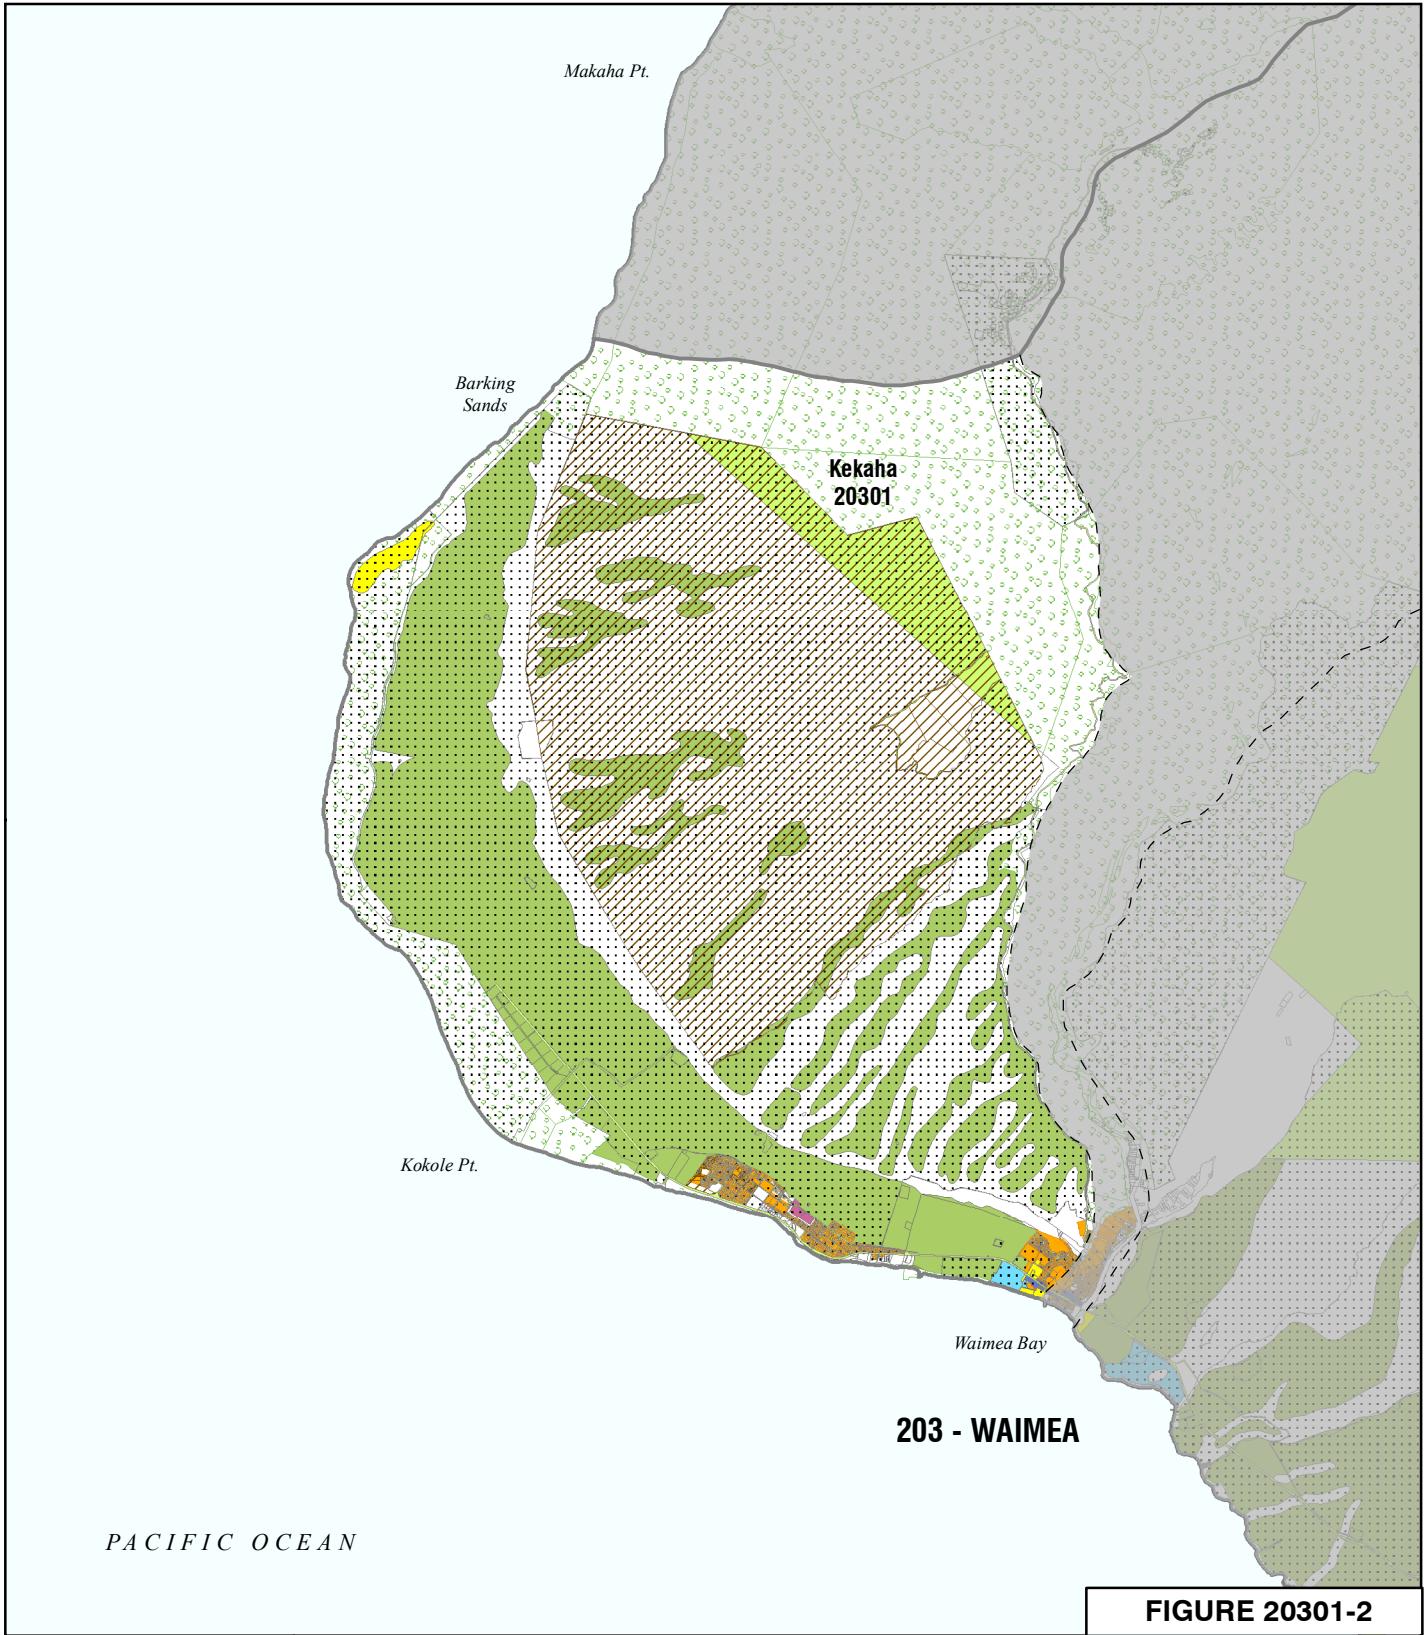 Makaha Pt.
Barking
Sands
Kekaha
20301
Kokole Pt.
Waimea Bay
203 - WAIMEA
PACIFIC OCEAN
FIGURE 20301-2